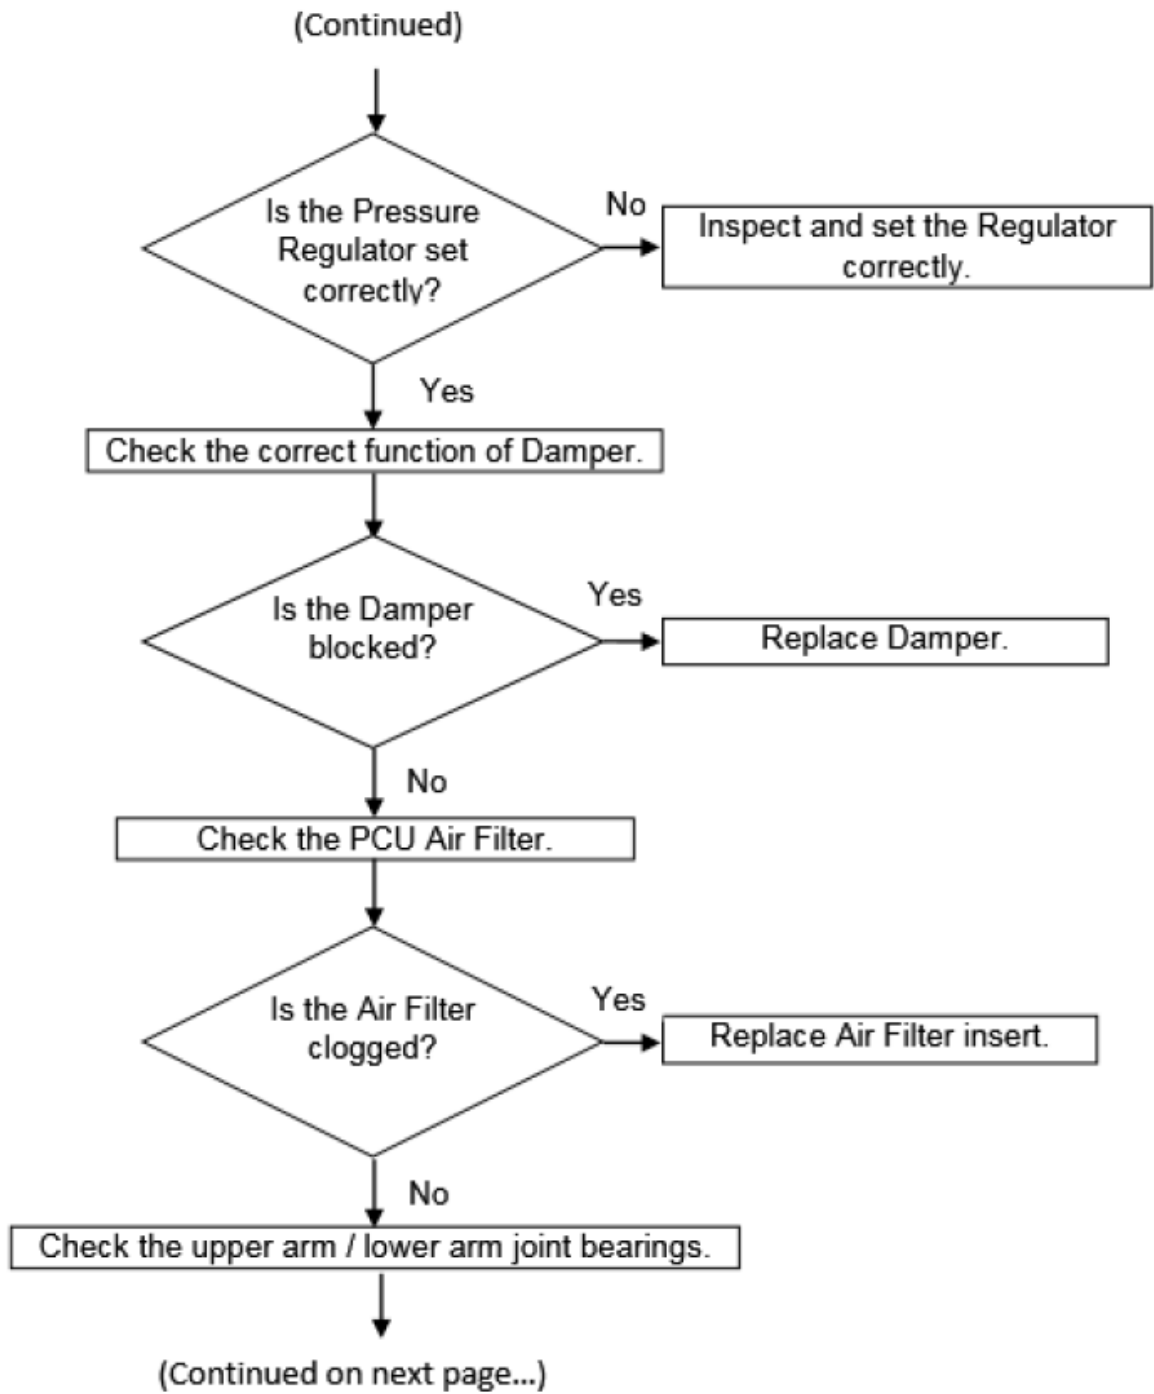 (Continued)
Is the Pressure
Regulator set
correctly?
No
Inspect and set the Regulator
correctly.
Yes
Check the correct function of Damper.
Is the Damper
blocked?
Yes
Replace Damper.
No
Check the PCU Air Filter.
Is the Air Filter
clogged?
Yes
Replace Air Filter insert.
No
Check the upper arm / lower arm joint bearings.
(Continued on next page...)